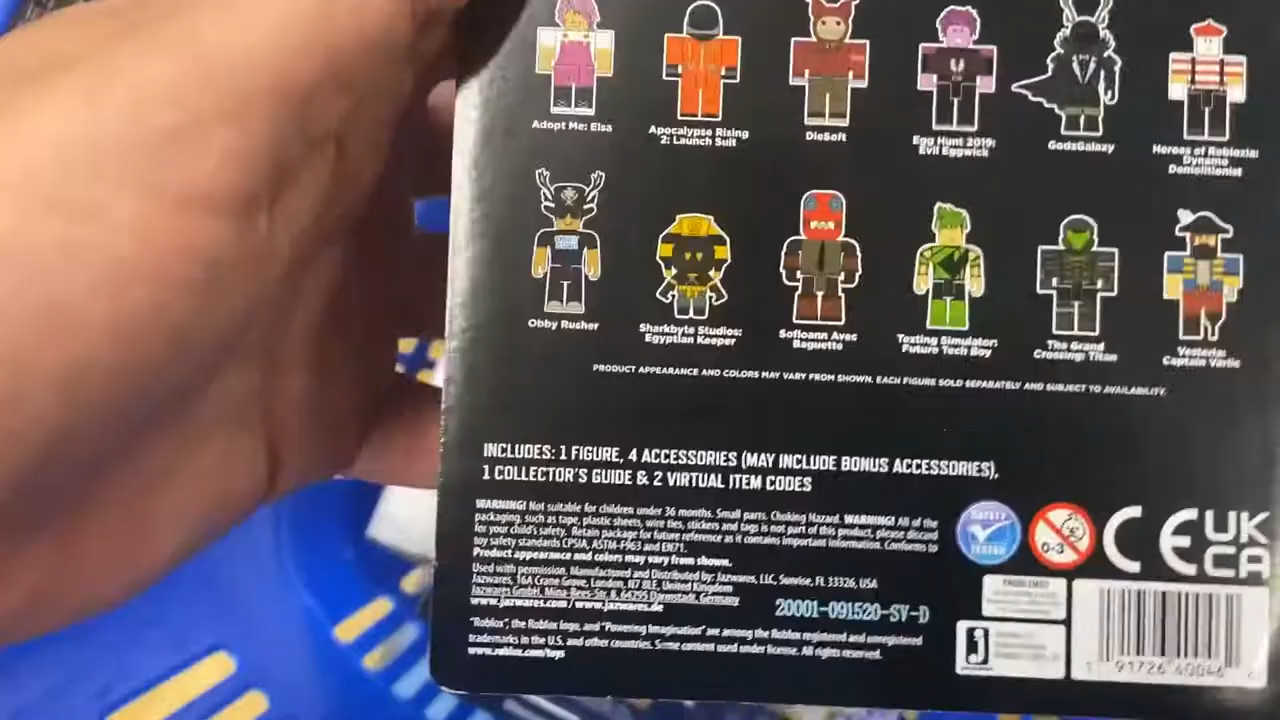 Adopt Me: Elsa
Apocalypse Rising
2: Launch Suit
DieSoft
Egg Hunt 2019:
Evil Eggwick
GodsGalaxy
Heroes of Robloxia:
Dynamo
Demolitionist
Obby Rusher
Sharkbyte Studios:
Egyptian Keeper
Sofloann Aves
Baguette
Texting Simulator:
Future Tech Boy
The Grand
Crossing: Titan
Vesteria:
Captain Varlic
PRODUCT APPEARANCE AND COLORS MAY VARY FROM SHOWN. EACH FIGURE SOLD SEPARATELY AND SUBJECT TO AVAILABILITY.
INCLUDES: 1 FIGURE, 4 ACCESSORIES (MAY INCLUDE BONUS ACCESSORIES),
1 COLLECTOR'S GUIDE & 2 VIRTUAL ITEM CODES
WARNING! Not suitable for children under 36 months. Small parts. Choking Hazard. WARNING! All of the
packaging, such as tape, plastic sheets, wire ties, stickers and tags is not part of this product, please discard
for your child's safety. Retain package for future reference as it contains important information. Conforms to
toy safety standards CPSIA, ASTM-F963 and EN71.
Product appearance and colors may vary from shown.
Used with permission. Manufactured and Distributed by: Jazwares, LLC, Sunrise, FL 33326, USA
Jazwares, 16A Crane Grove, London, N7 8LE, United Kingdom
Jazwares GmbH, Mina-Rees-Str. 8, 64295 Darmstadt, Germany
www.jazwares.com / www.jazwares.de
20001-091520-SV-D
"Roblox", the Roblox logo, and "Powering Imagination" are among the Roblox registered and unregistered
trademarks in the U.S. and other countries. Some content used under license. All rights reserved.
www.roblox.com/toys
SAFETY
TESTED
0-3
CE
UK
CA
PROBLEMS?
J
1 91726 40046 2